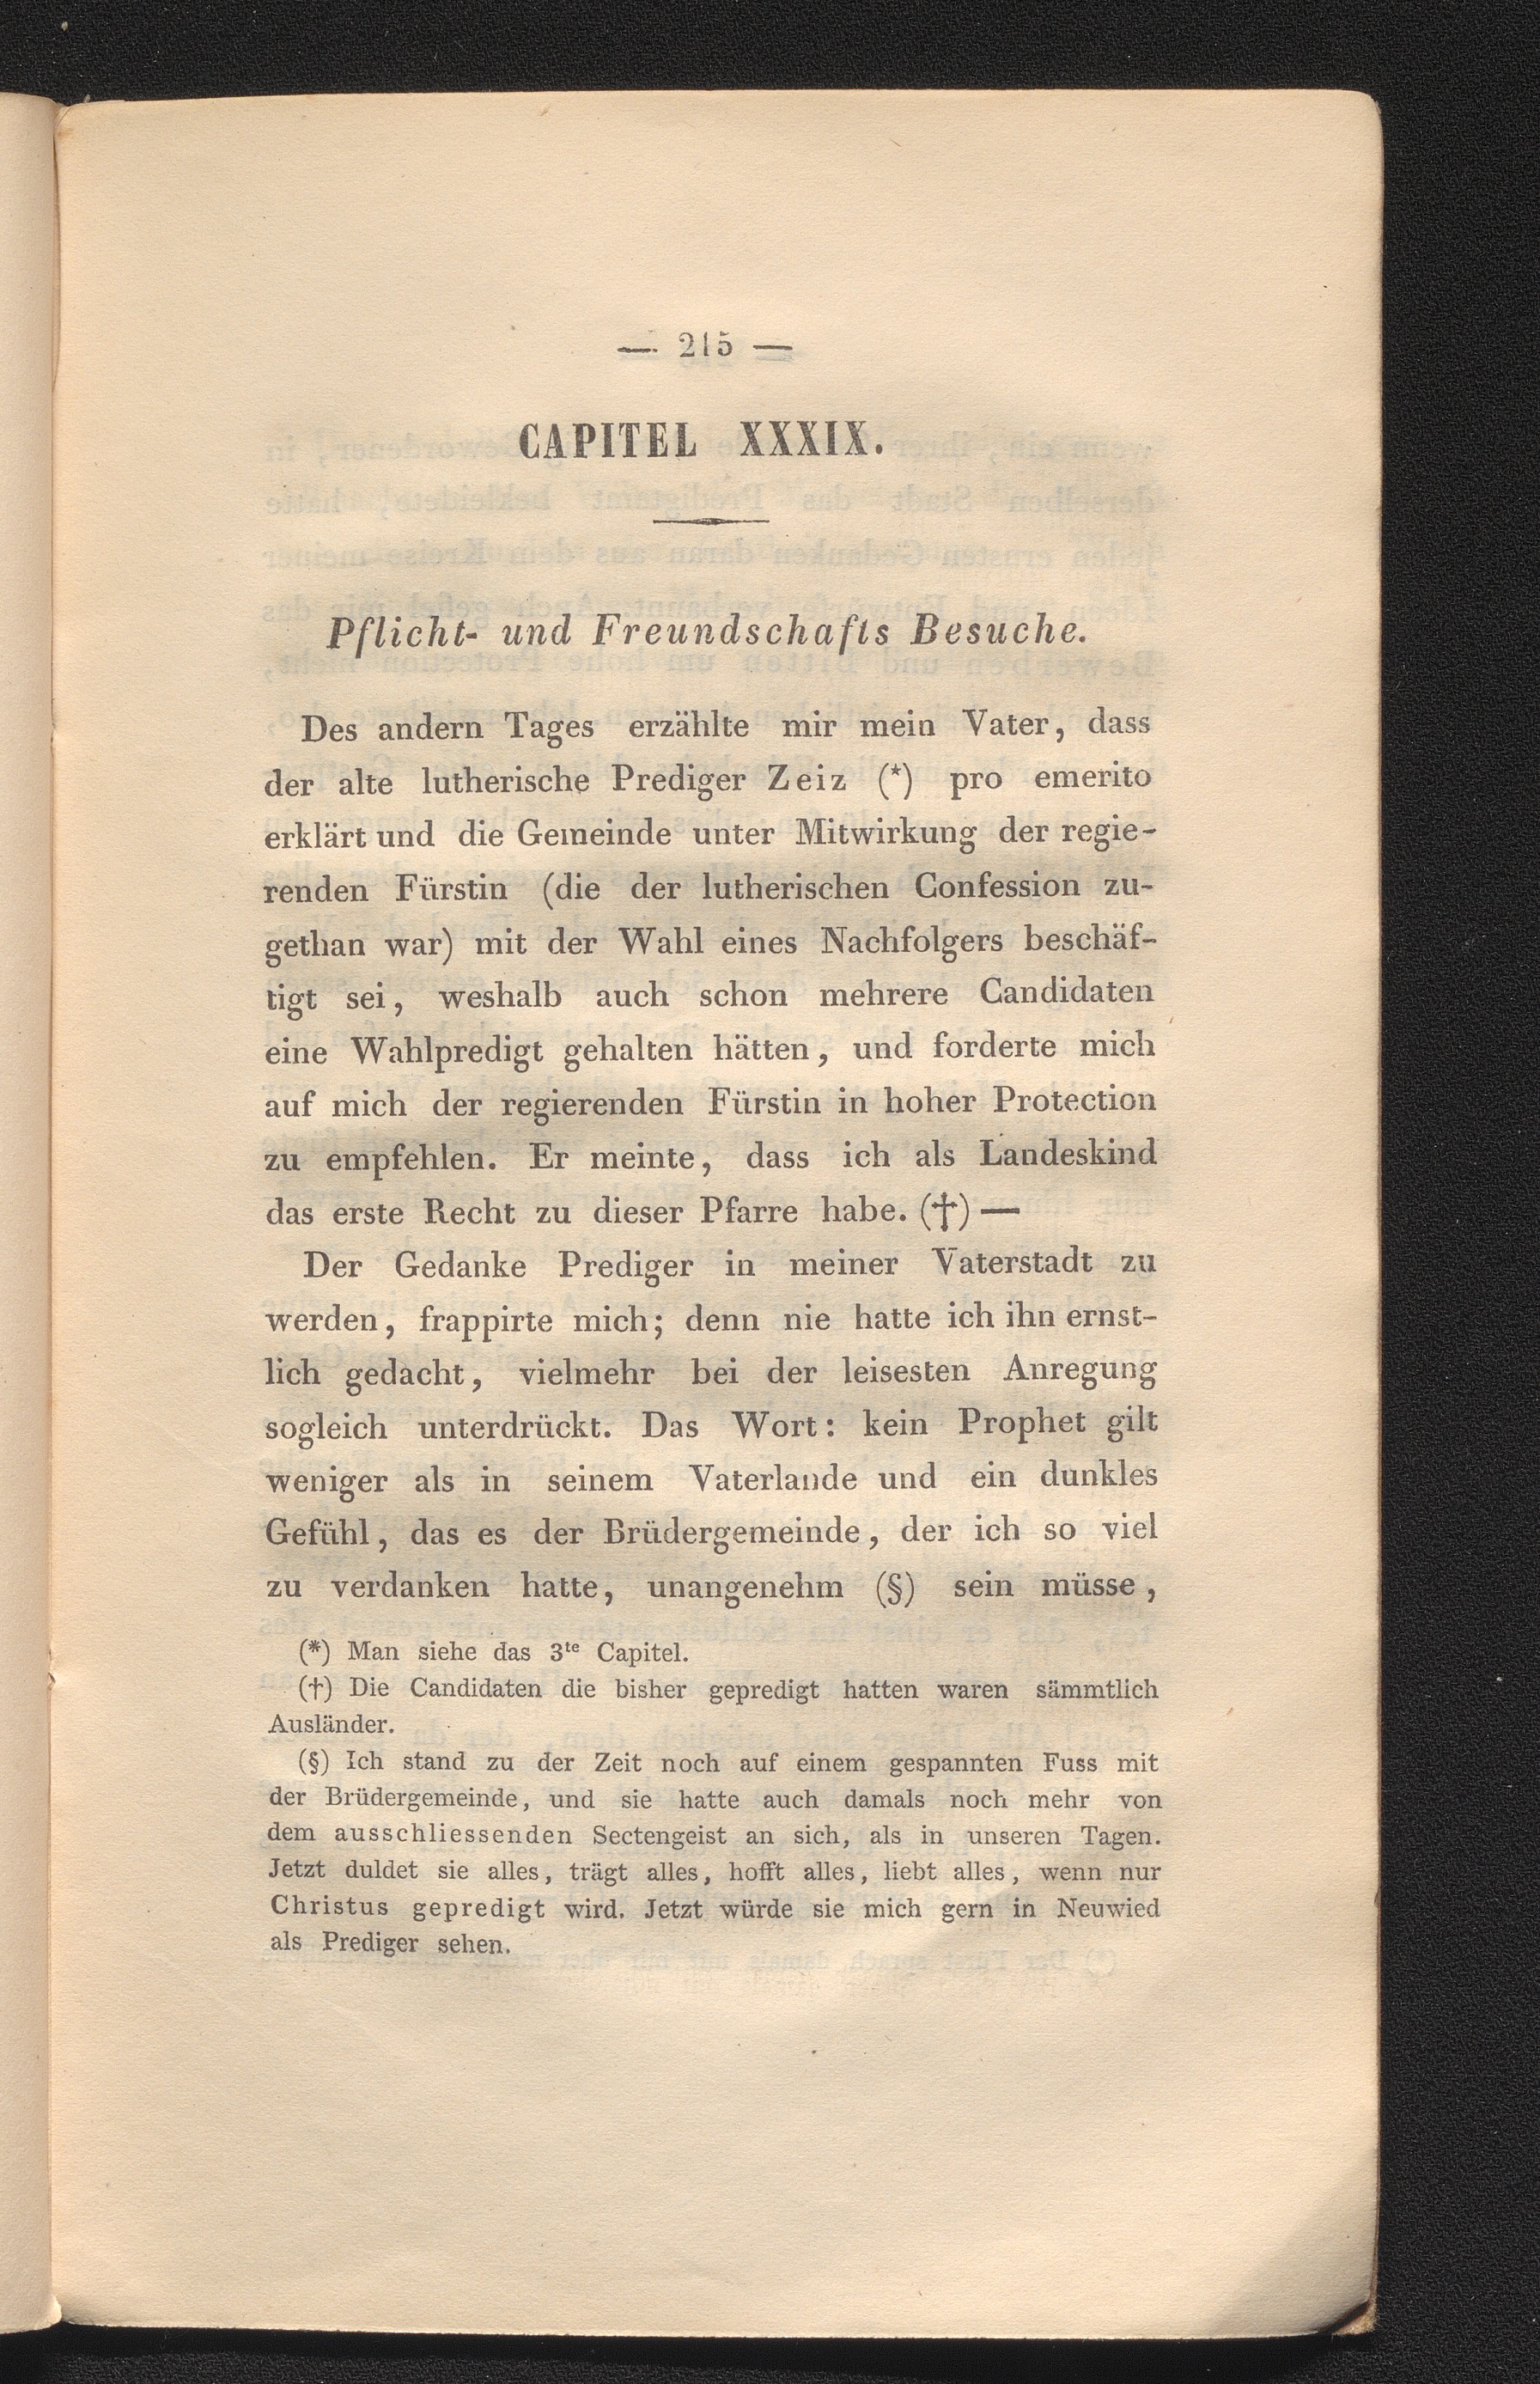 — 215 —
CAPITEL XXXIX.
Pflicht- und Freundschafts Besuche.
Des andern Tages erzählte mir mein Vater, dass
der alte lutherische Prediger Zeiz (*) pro emerito
erklärt und die Gemeinde unter Mitwirkung der regie-
renden Fürstin (die der lutherischen Confession zu-
gethan war) mit der Wahl eines Nachfolgers beschäf-
tigt sei, weshalb auch schon mehrere Candidaten
eine Wahlpredigt gehalten hätten, und forderte mich
auf mich der regierenden Fürstin in hoher Protection
zu empfehlen. Er meinte, dass ich als Landeskind
das erste Recht zu dieser Pfarre habe. (†) —
Der Gedanke Prediger in meiner Vaterstadt zu
werden, frappirte mich; denn nie hatte ich ihn ernst-
lich gedacht, vielmehr bei der leisesten Anregung
sogleich unterdrückt. Das Wort: kein Prophet gilt
weniger als in seinem Vaterlande und ein dunkles
Gefühl, das es der Brüdergemeinde, der ich so viel
zu verdanken hatte, unangenehm (§) sein müsse,
(*) Man siehe das 3te Capitel.
(†) Die Candidaten die bisher gepredigt hatten waren sämmtlich
Ausländer.
(§) Ich stand zu der Zeit noch auf einem gespannten Fuss mit
der Brüdergemeinde, und sie hatte auch damals noch mehr von
dem ausschliessenden Sectengeist an sich, als in unseren Tagen.
Jetzt duldet sie alles, trägt alles, hofft alles, liebt alles, wenn nur
Christus gepredigt wird. Jetzt würde sie mich gern in Neuwied
als Prediger sehen.